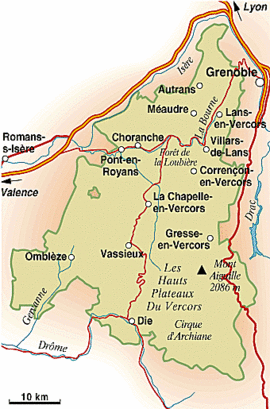 Lyon
Isère
Grenoble
Autrans
Méaudre
La Bourne
Lans-
en-Vercors
Romans-
s-Isère
Choranche
Villars-
de-Lans
Pont-en-
Royans
Forêt de
la Loubière
Corrençon-
en-Vercors
Valence
Drac
La Chapelle
-en-Vercors
Gresse-
en-Vercors
Vassieux
Omblèze
Mont
Aiguille
2086 m
Les
Hauts
Plateaux
Du Vercors
Gervanne
Die
Cirque
d'Archiane
Drôme
10 km